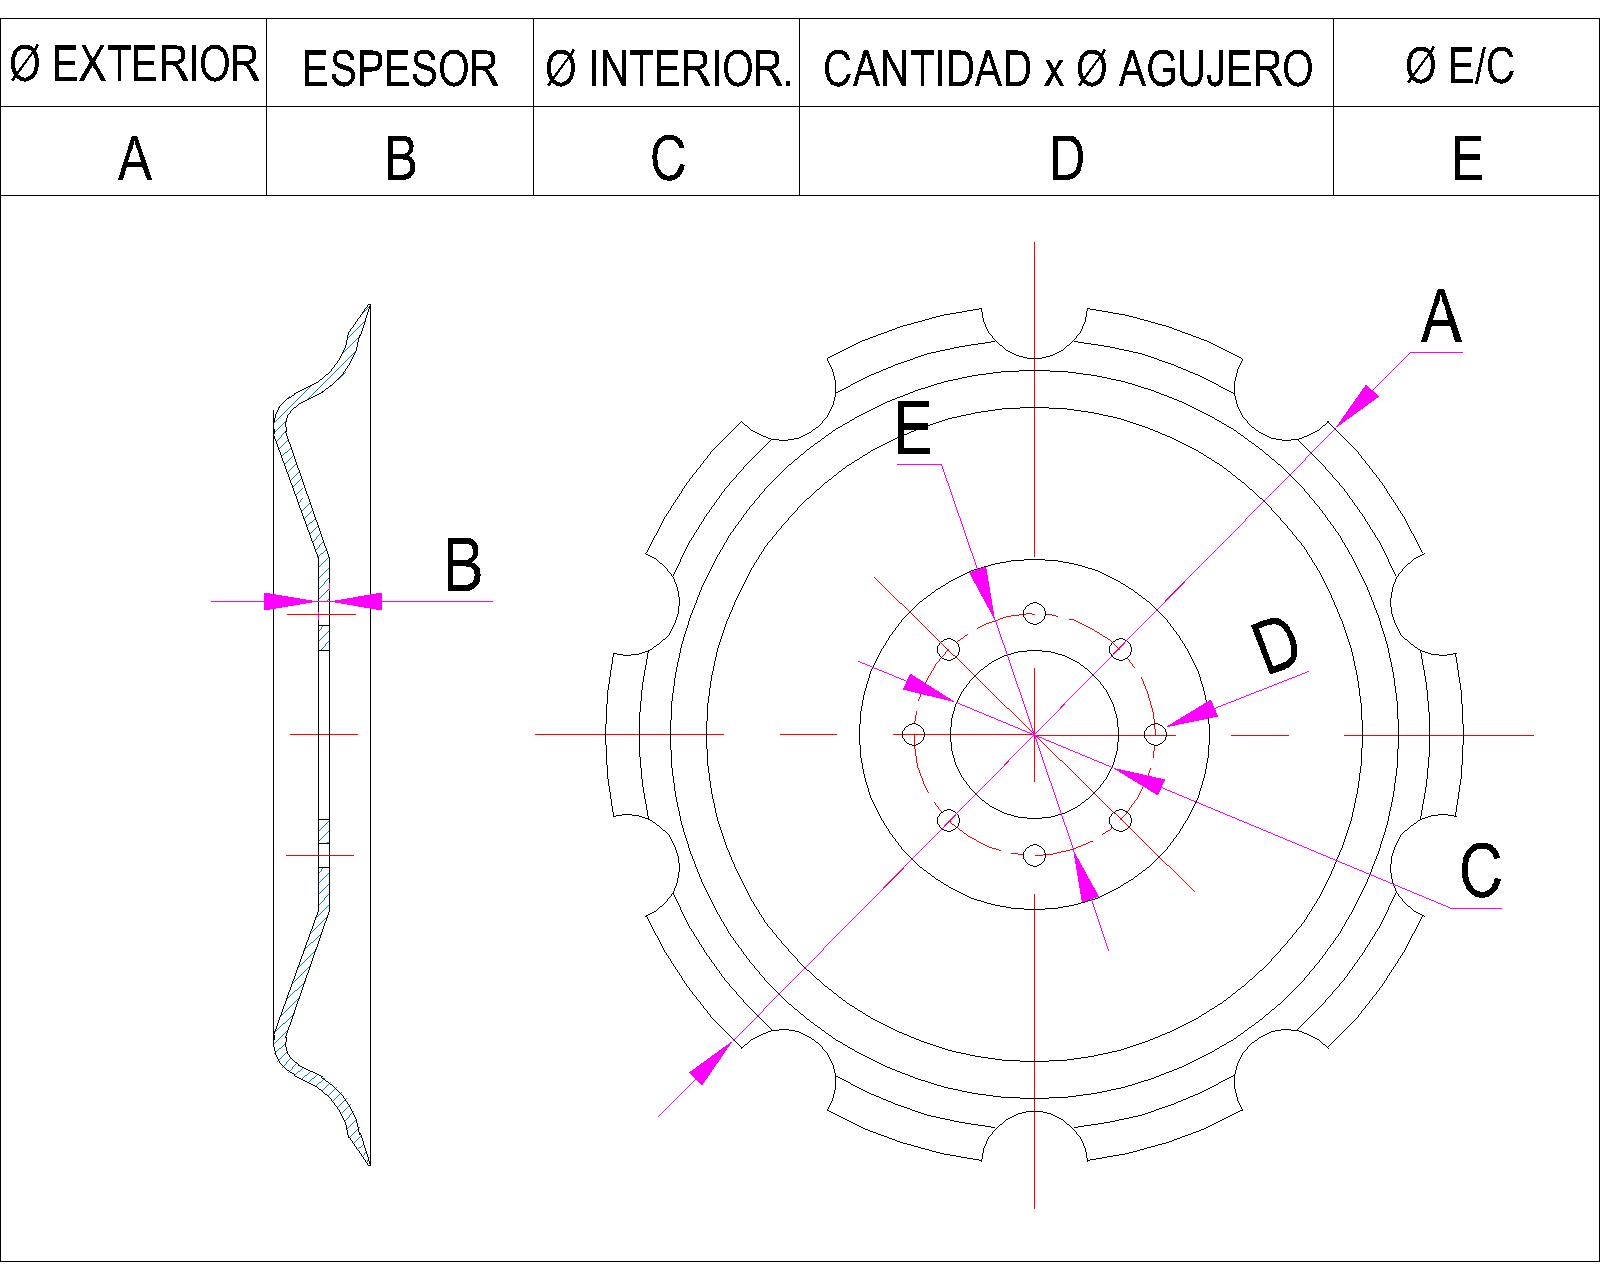 Ø EXTERIOR ESPESOR Ø INTERIOR. CANTIDAD x Ø AGUJERO Ø E/C
A B C D E
A
E
B
D
C